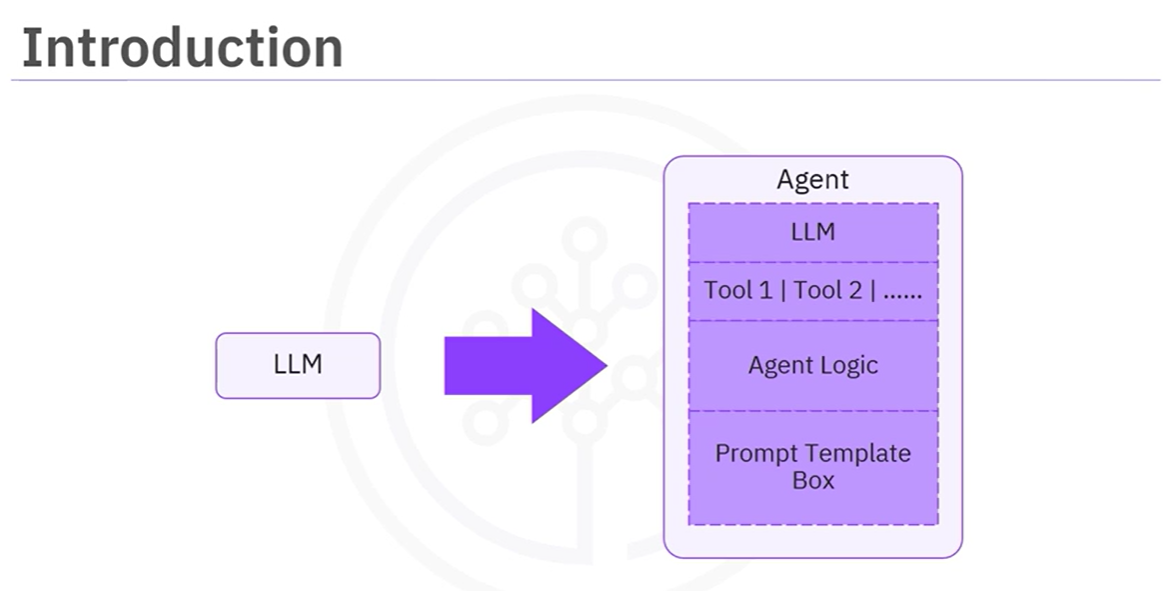 Introduction
LLM
Agent
LLM
Tool 1 | Tool 2 | ......
Agent Logic
Prompt Template
Box